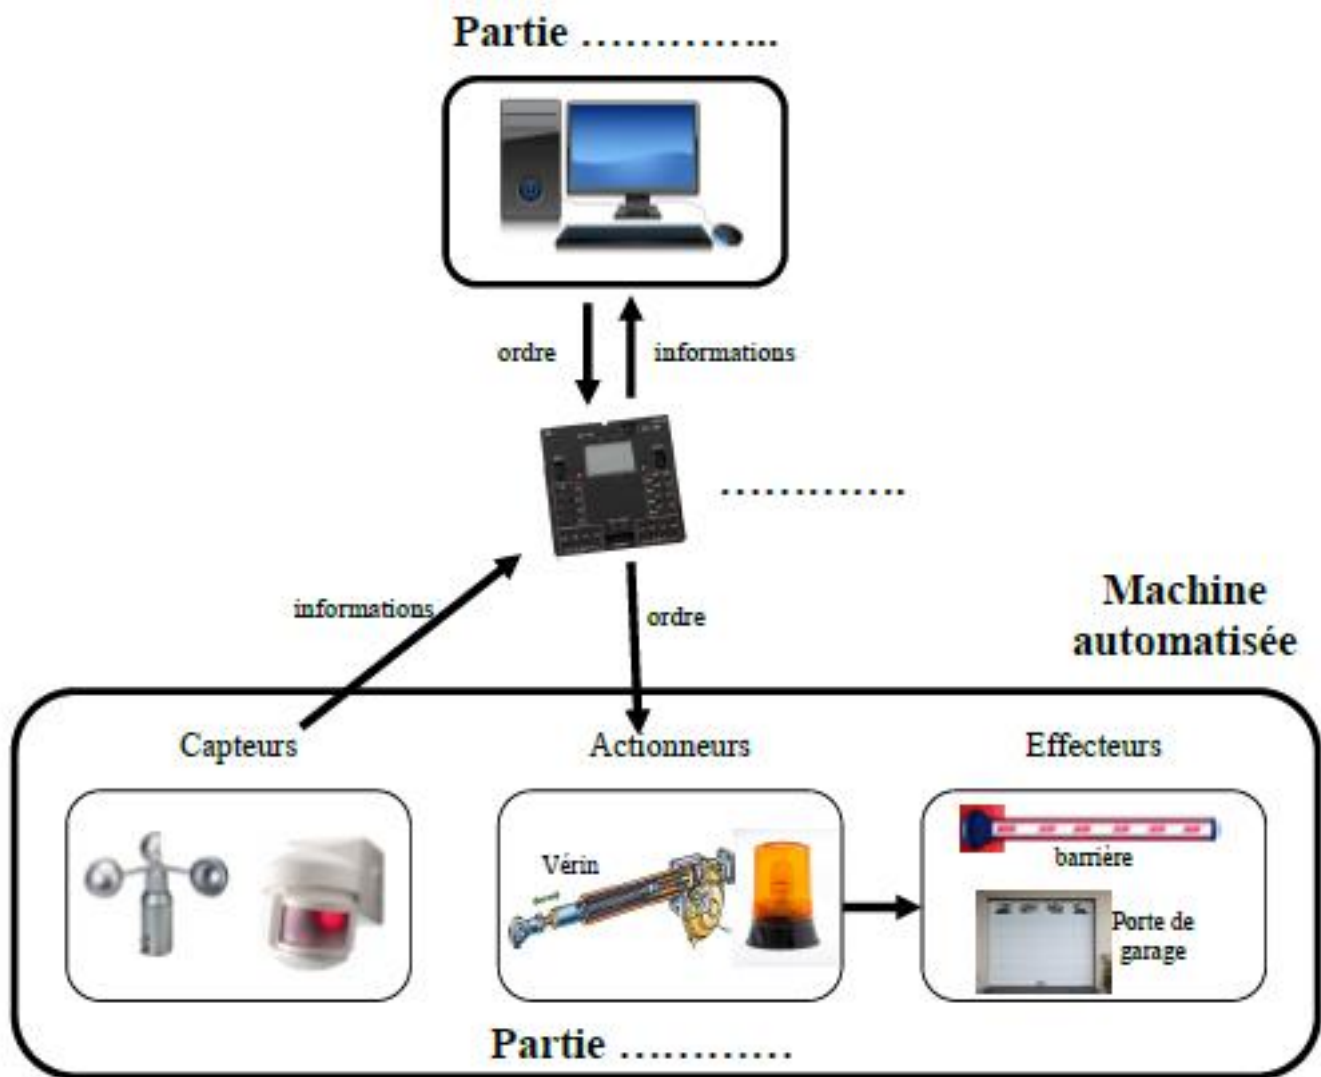 Partie …………...
ordre
informations
………….
informations
ordre
Machine
automatisée
Capteurs
Actionneurs
Effecteurs
Vérin
barrière
Porte de
garage
Partie …………